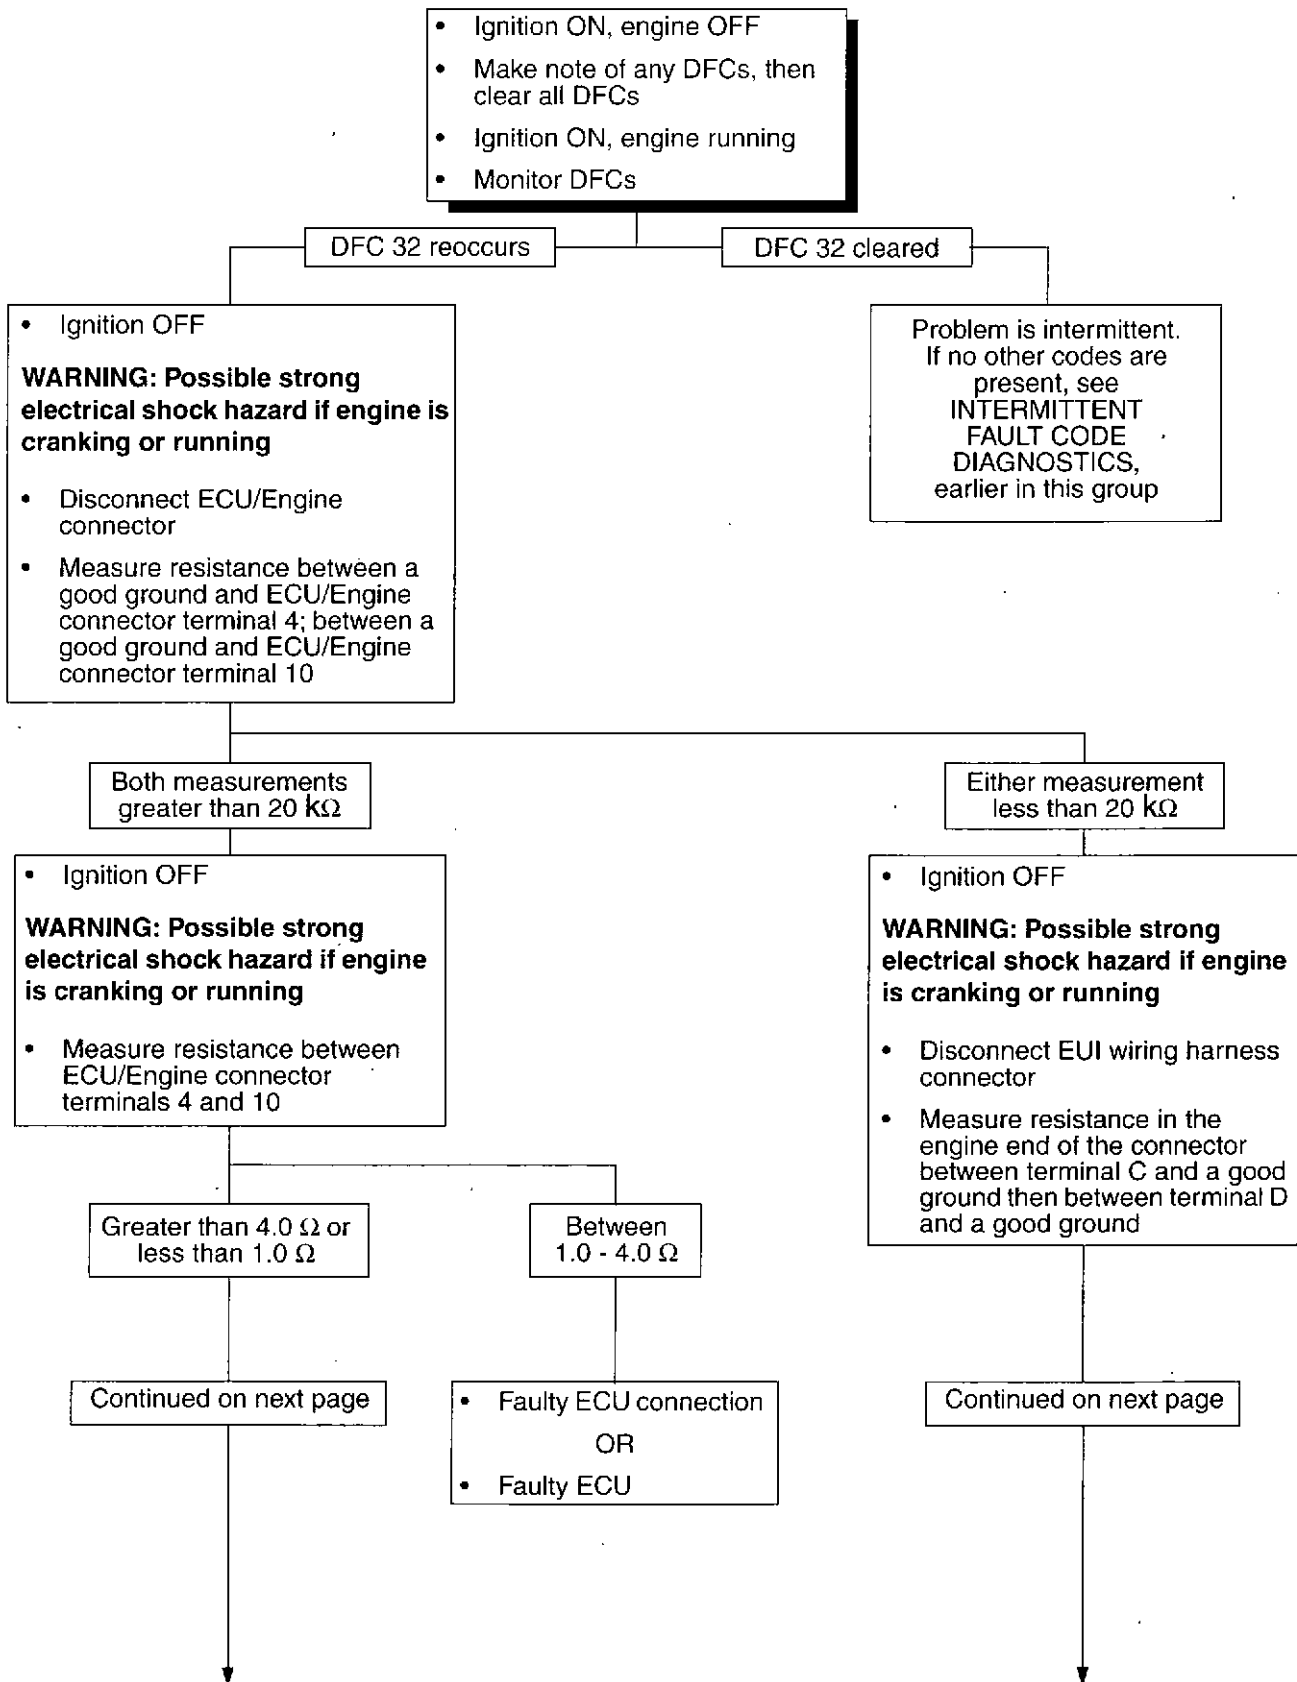 • Ignition ON, engine OFF
• Make note of any DFCs, then
clear all DFCs
• Ignition ON, engine running
• Monitor DFCs
DFC 32 reoccurs
DFC 32 cleared
• Ignition OFF
WARNING: Possible strong
electrical shock hazard if engine is
cranking or running
• Disconnect ECU/Engine
connector
• Measure resistance between a
good ground and ECU/Engine
connector terminal 4; between a
good ground and ECU/Engine
connector terminal 10
Problem is intermittent.
If no other codes are
present, see
INTERMITTENT
FAULT CODE
DIAGNOSTICS,
earlier in this group
Both measurements
greater than 20 kΩ
Either measurement
less than 20 kΩ
• Ignition OFF
WARNING: Possible strong
electrical shock hazard if engine
is cranking or running
• Measure resistance between
ECU/Engine connector
terminals 4 and 10
• Ignition OFF
WARNING: Possible strong
electrical shock hazard if engine
is cranking or running
• Disconnect EUI wiring harness
connector
• Measure resistance in the
engine end of the connector
between terminal C and a good
ground then between terminal D
and a good ground
Greater than 4.0 Ω or
less than 1.0 Ω
Between
1.0 - 4.0 Ω
Continued on next page
• Faulty ECU connection
OR
• Faulty ECU
Continued on next page